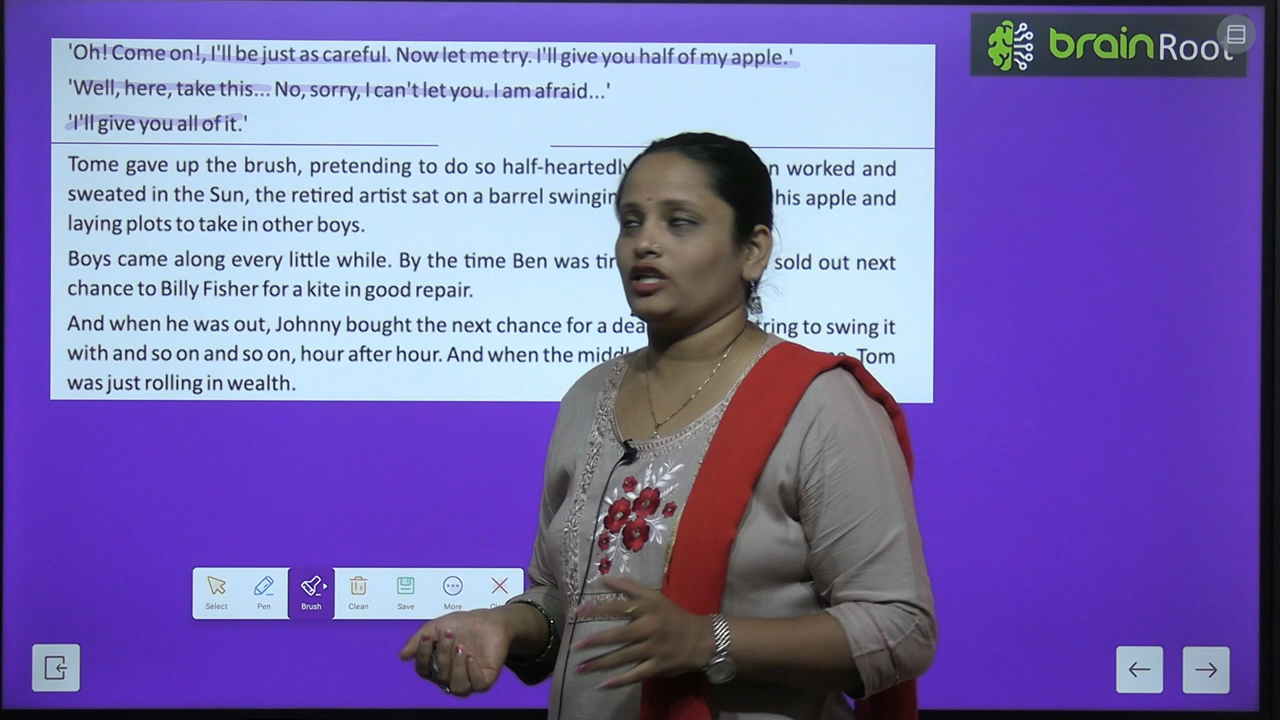 brainRoot
'Oh! Come on!, I'll be just as careful. Now let me try. I'll give you half of my apple.'
'Well, here, take this... No, sorry, I can't let you. I am afraid...'
'I'll give you all of it.'
Tome gave up the brush, pretending to do so half-heartedly worked and
sweated in the Sun, the retired artist sat on a barrel his apple and
laying plots to take in other boys.
Boys came along every little while. By the time Ben was sold out next
chance to Billy Fisher for a kite in good repair.
And when he was out, Johnny bought the next chance for a to swing it
with and so on and so on, hour after hour. And when the Tom
was just rolling in wealth.
Select Pen Brush Clean Save More